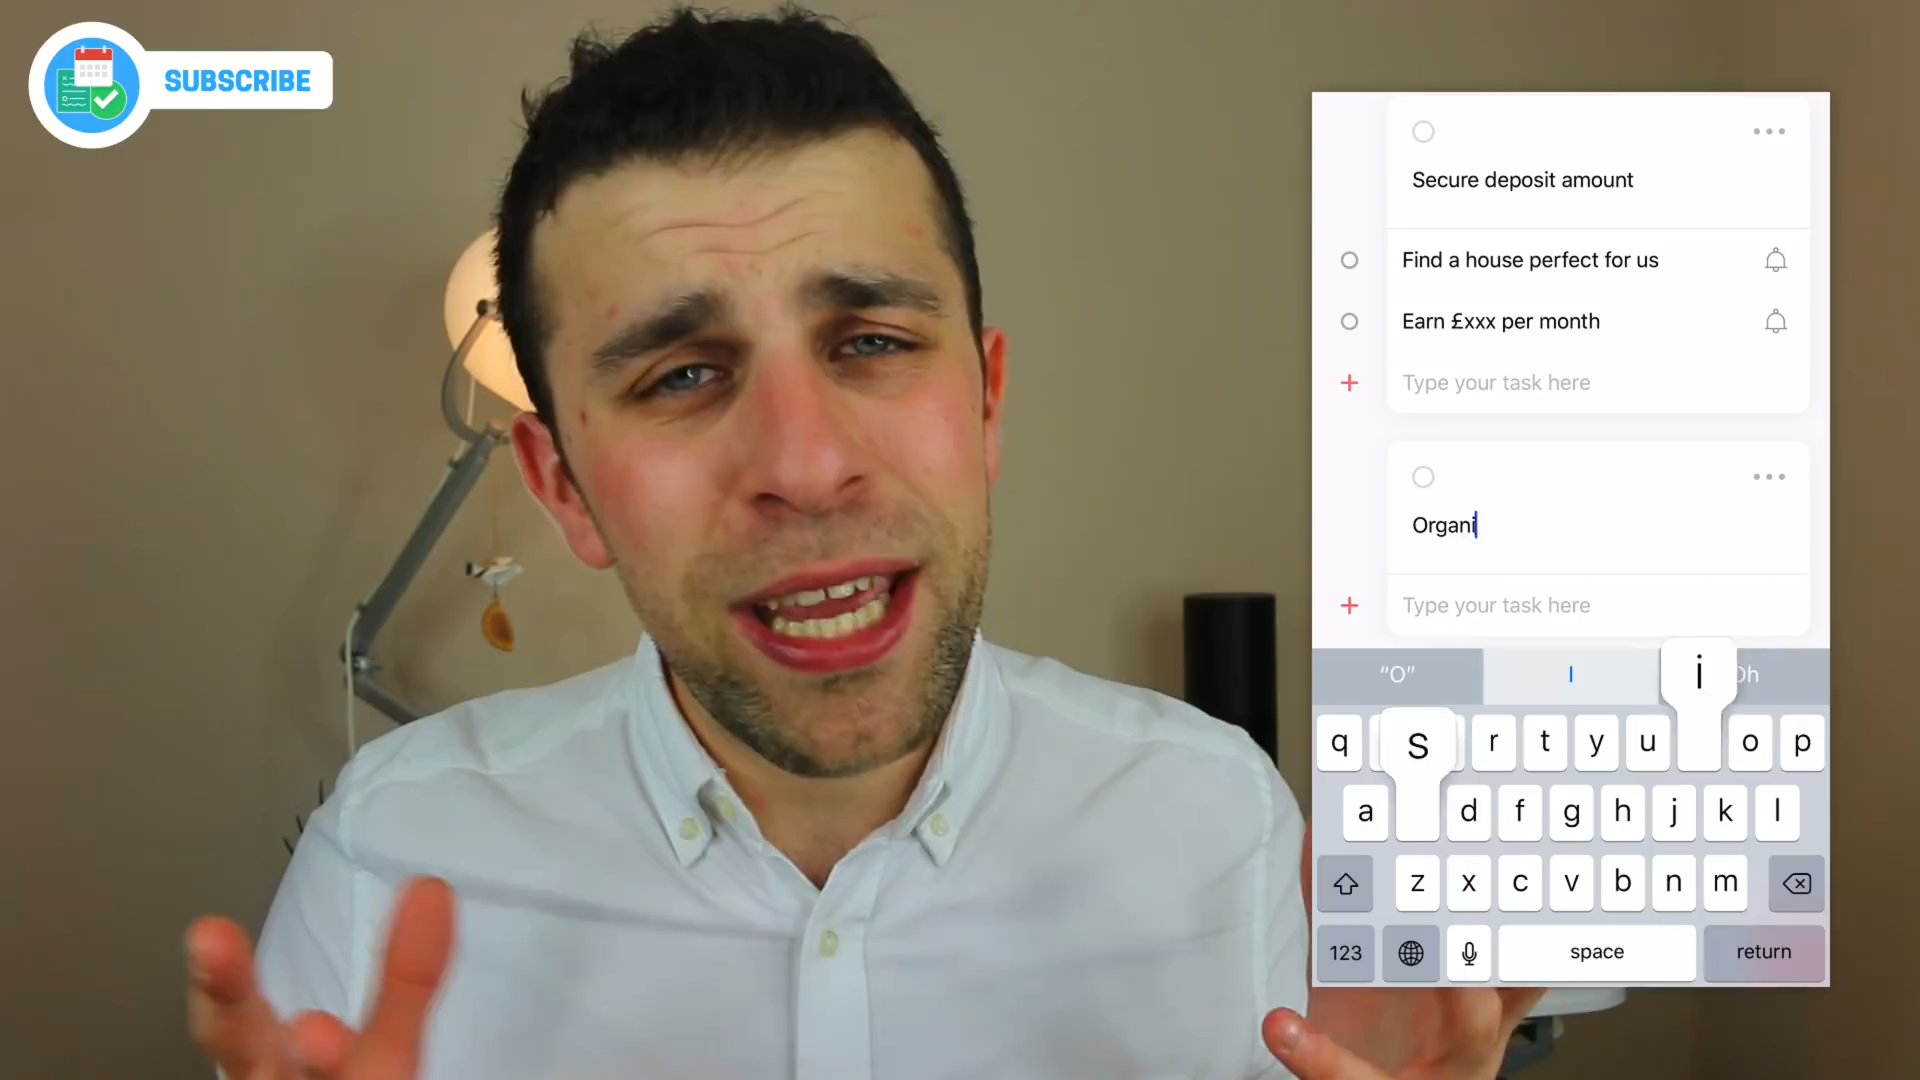 SUBSCRIBE
Secure deposit amount
Find a house perfect for us
Earn £xxx per month
Type your task here
Organi
Type your task here
“O” I Oh
i
q s r t y u o p
a d f g h j k l
z x c v b n m
123 space return